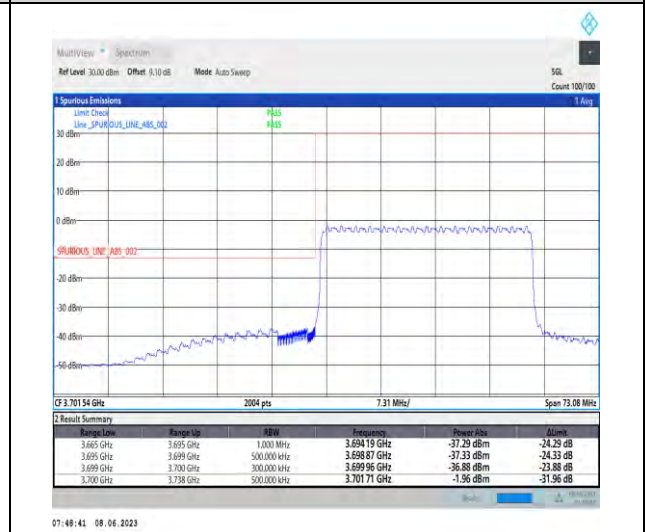 MultiView Spectrum
Ref Level 30.00 dBm Offset 9.10 dB Mode Auto Sweep SGL
Count 100/100
1 Spurious Emissions 1 Avg
Limit Check PASS
Line _SPURIOUS_LINE_ABS_002 PASS
30 dBm
20 dBm
10 dBm
0 dBm
SPURIOUS_LINE_ABS_002
-20 dBm
-30 dBm
-40 dBm
-50 dBm
CF 3.701 54 GHz 2004 pts 7.31 MHz/ Span 73.08 MHz
2 Result Summary
Range Low Range Up RBW Frequency Power Abs ΔLimit
3.665 GHz 3.695 GHz 1.000 MHz 3.694 19 GHz -37.29 dBm -24.29 dB
3.695 GHz 3.699 GHz 500.000 kHz 3.698 87 GHz -37.33 dBm -24.33 dB
3.699 GHz 3.700 GHz 300.000 kHz 3.699 96 GHz -36.88 dBm -23.88 dB
3.700 GHz 3.738 GHz 500.000 kHz 3.701 71 GHz -1.96 dBm -31.96 dB
07:48:41 08.06.2023